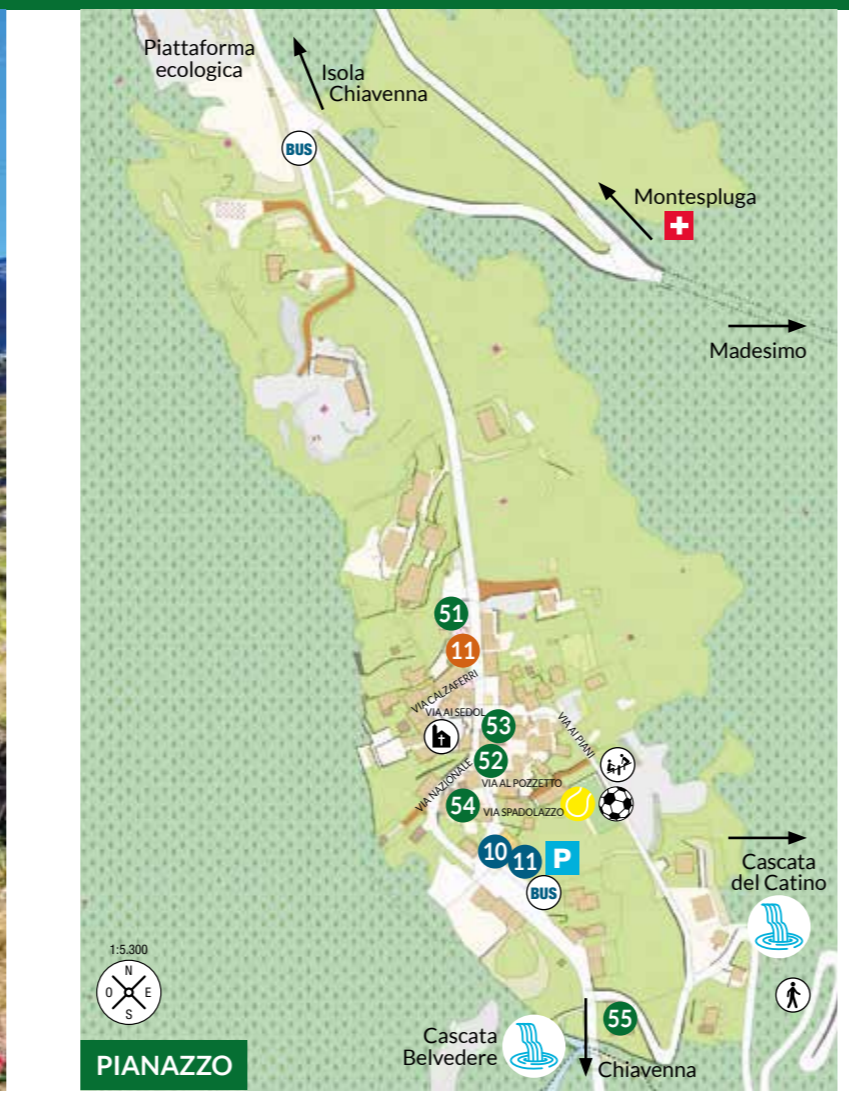 Piattaforma
ecologica
Isola
Chiavenna
BUS
Montespluga
Madesimo
51
11
VIA CALZAFERRI
VIA AI SEDOL
53
VIA AI PIANI
52
VIA NAZIONALE
VIA AL POZZETTO
54
VIA SPADOLAZZO
10
11
P
BUS
Cascata
del Catino
1:5.300
N
O E
S
55
Cascata
Belvedere
Chiavenna
PIANAZZO